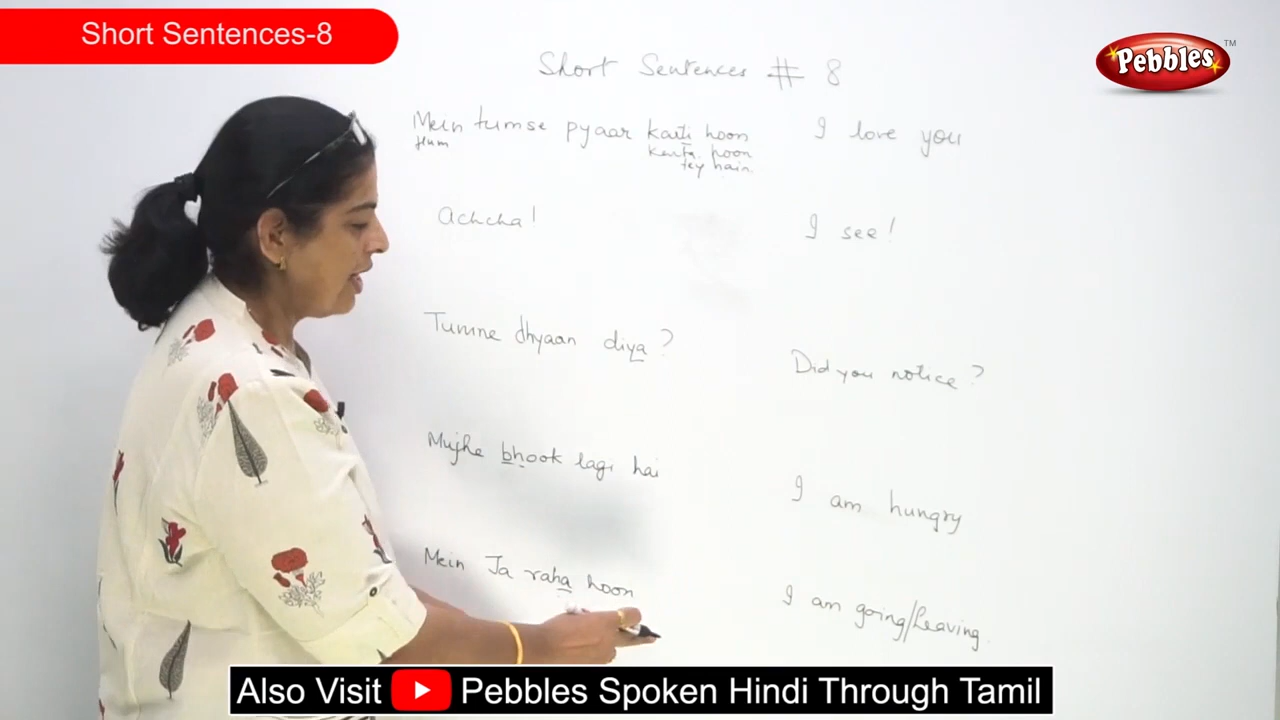 Short Sentences-8
Pebbles TM
Short Sentences # 8
Mein tumse pyaar karti hoon I love you
Hum karta hoon
tey hain
Achcha! I see!
Tumne dhyaan diya? Did you notice?
Mujhe bhook lagi hai I am hungry
Mein Ja raha hoon I am going/leaving.
Also Visit Pebbles Spoken Hindi Through Tamil